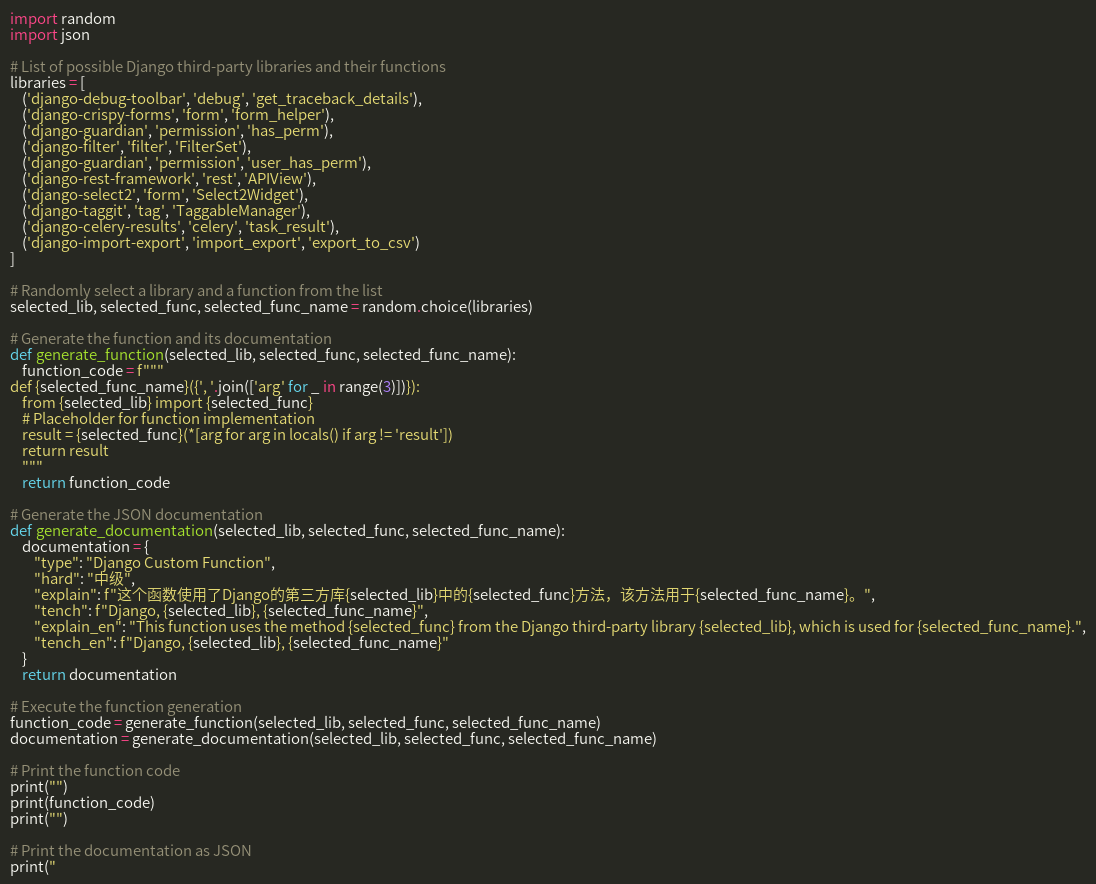 import random
import json
# List of possible Django third-party libraries and their functions
libraries = [
    ('django-debug-toolbar', 'debug', 'get_traceback_details'),
    ('django-crispy-forms', 'form', 'form_helper'),
    ('django-guardian', 'permission', 'has_perm'),
    ('django-filter', 'filter', 'FilterSet'),
    ('django-guardian', 'permission', 'user_has_perm'),
    ('django-rest-framework', 'rest', 'APIView'),
    ('django-select2', 'form', 'Select2Widget'),
    ('django-taggit', 'tag', 'TaggableManager'),
    ('django-celery-results', 'celery', 'task_result'),
    ('django-import-export', 'import_export', 'export_to_csv')
]
# Randomly select a library and a function from the list
selected_lib, selected_func, selected_func_name = random.choice(libraries)
# Generate the function and its documentation
def generate_function(selected_lib, selected_func, selected_func_name):
    function_code = f"""
def {selected_func_name}({', '.join(['arg' for _ in range(3)])}):
    from {selected_lib} import {selected_func}
    # Placeholder for function implementation
    result = {selected_func}(*[arg for arg in locals() if arg != 'result'])
    return result
    """
    return function_code
# Generate the JSON documentation
def generate_documentation(selected_lib, selected_func, selected_func_name):
    documentation = {
        "type": "Django Custom Function",
        "hard": "中级",
        "explain": f"这个函数使用了Django的第三方库{selected_lib}中的{selected_func}方法，该方法用于{selected_func_name}。",
        "tench": f"Django, {selected_lib}, {selected_func_name}",
        "explain_en": "This function uses the method {selected_func} from the Django third-party library {selected_lib}, which is used for {selected_func_name}.",
        "tench_en": f"Django, {selected_lib}, {selected_func_name}"
    }
    return documentation
# Execute the function generation
function_code = generate_function(selected_lib, selected_func, selected_func_name)
documentation = generate_documentation(selected_lib, selected_func, selected_func_name)
# Print the function code
print("")
print(function_code)
print("")
# Print the documentation as JSON
print("